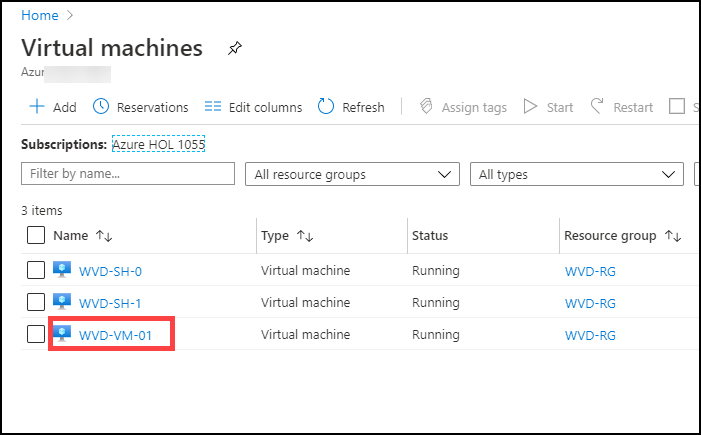 Home
Virtual machines
Azur
Add Reservations Edit columns Refresh Assign tags Start Restart S
Subscriptions: Azure HOL 1055
Filter by name... All resource groups All types
3 items
Name Type Status Resource group
WVD-SH-0 Virtual machine Running WVD-RG
WVD-SH-1 Virtual machine Running WVD-RG
WVD-VM-01 Virtual machine Running WVD-RG